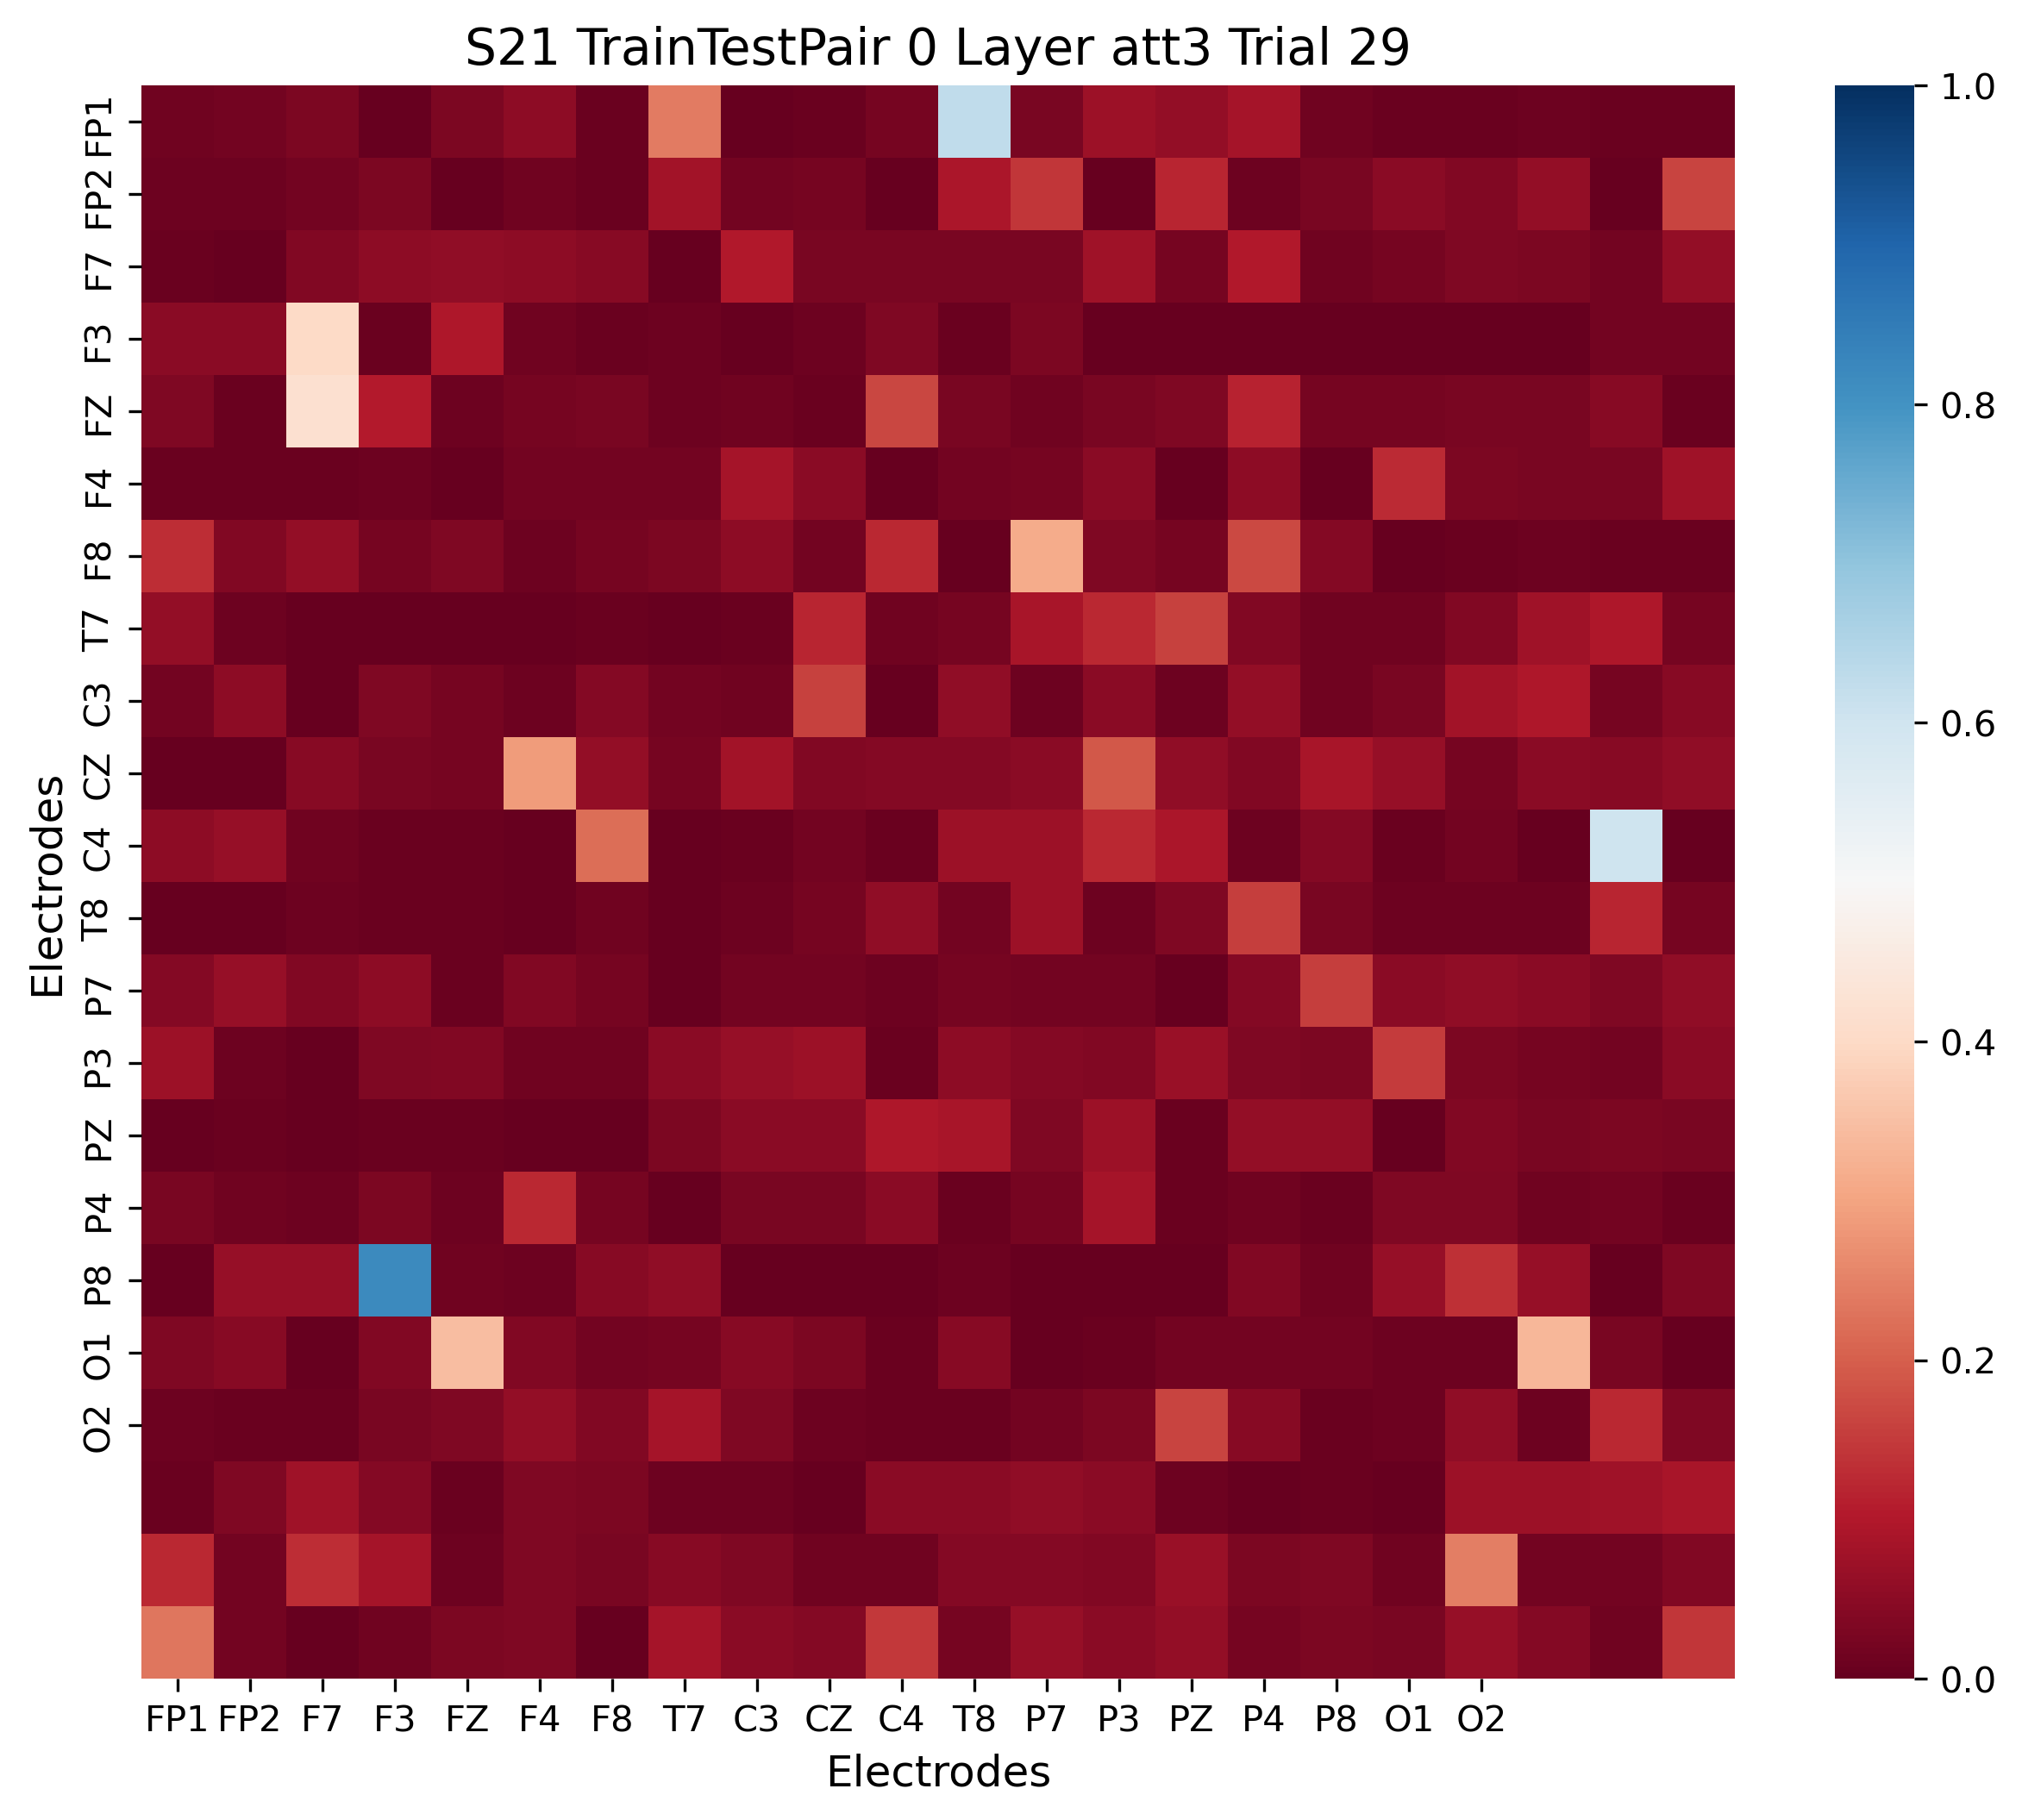 S21 TrainTestPair 0 Layer att3 Trial 29
Electrodes
FP1
FP2
F7
F3
FZ
F4
F8
T7
C3
CZ
C4
T8
P7
P3
PZ
P4
P8
O1
O2
FP1 FP2 F7 F3 FZ F4 F8 T7 C3 CZ C4 T8 P7 P3 PZ P4 P8 O1 O2
Electrodes
1.0
0.8
0.6
0.4
0.2
0.0